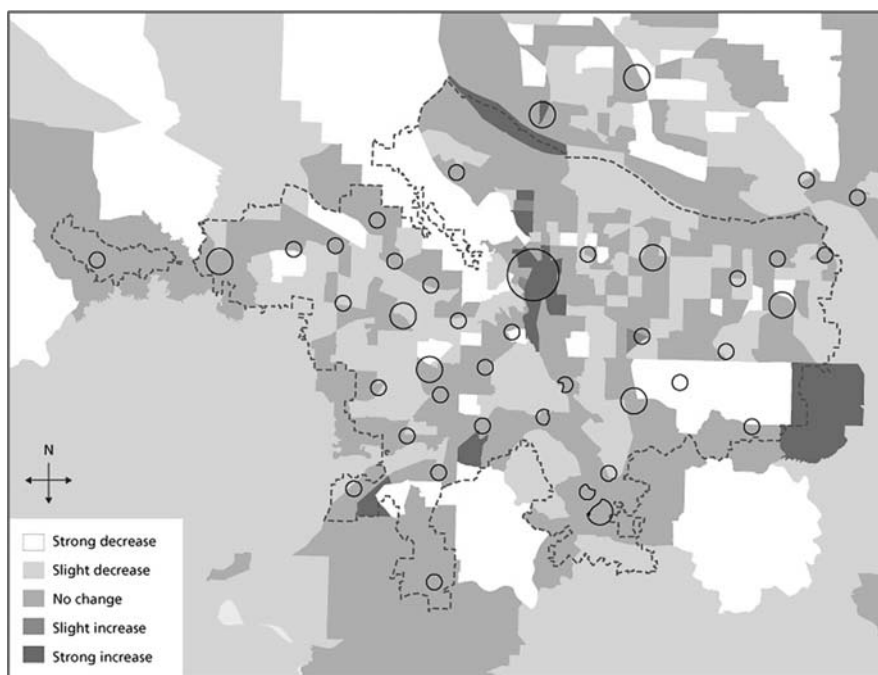 N
Strong decrease
Slight decrease
No change
Slight increase
Strong increase